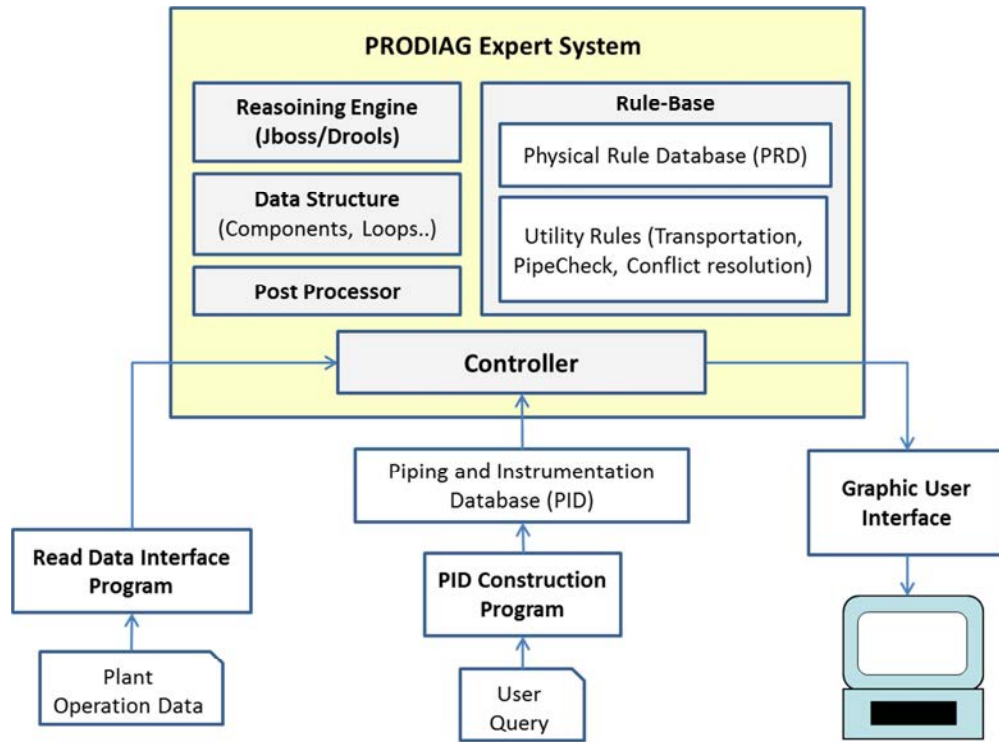 PRODIAG Expert System
Reasoining Engine
(Jboss/Drools)
Data Structure
(Components, Loops..)
Post Processor
Rule-Base
Physical Rule Database (PRD)
Utility Rules (Transportation,
PipeCheck, Conflict resolution)
Controller
Piping and Instrumentation
Database (PID)
Graphic User
Interface
Read Data Interface
Program
PID Construction
Program
Plant
Operation Data
User
Query